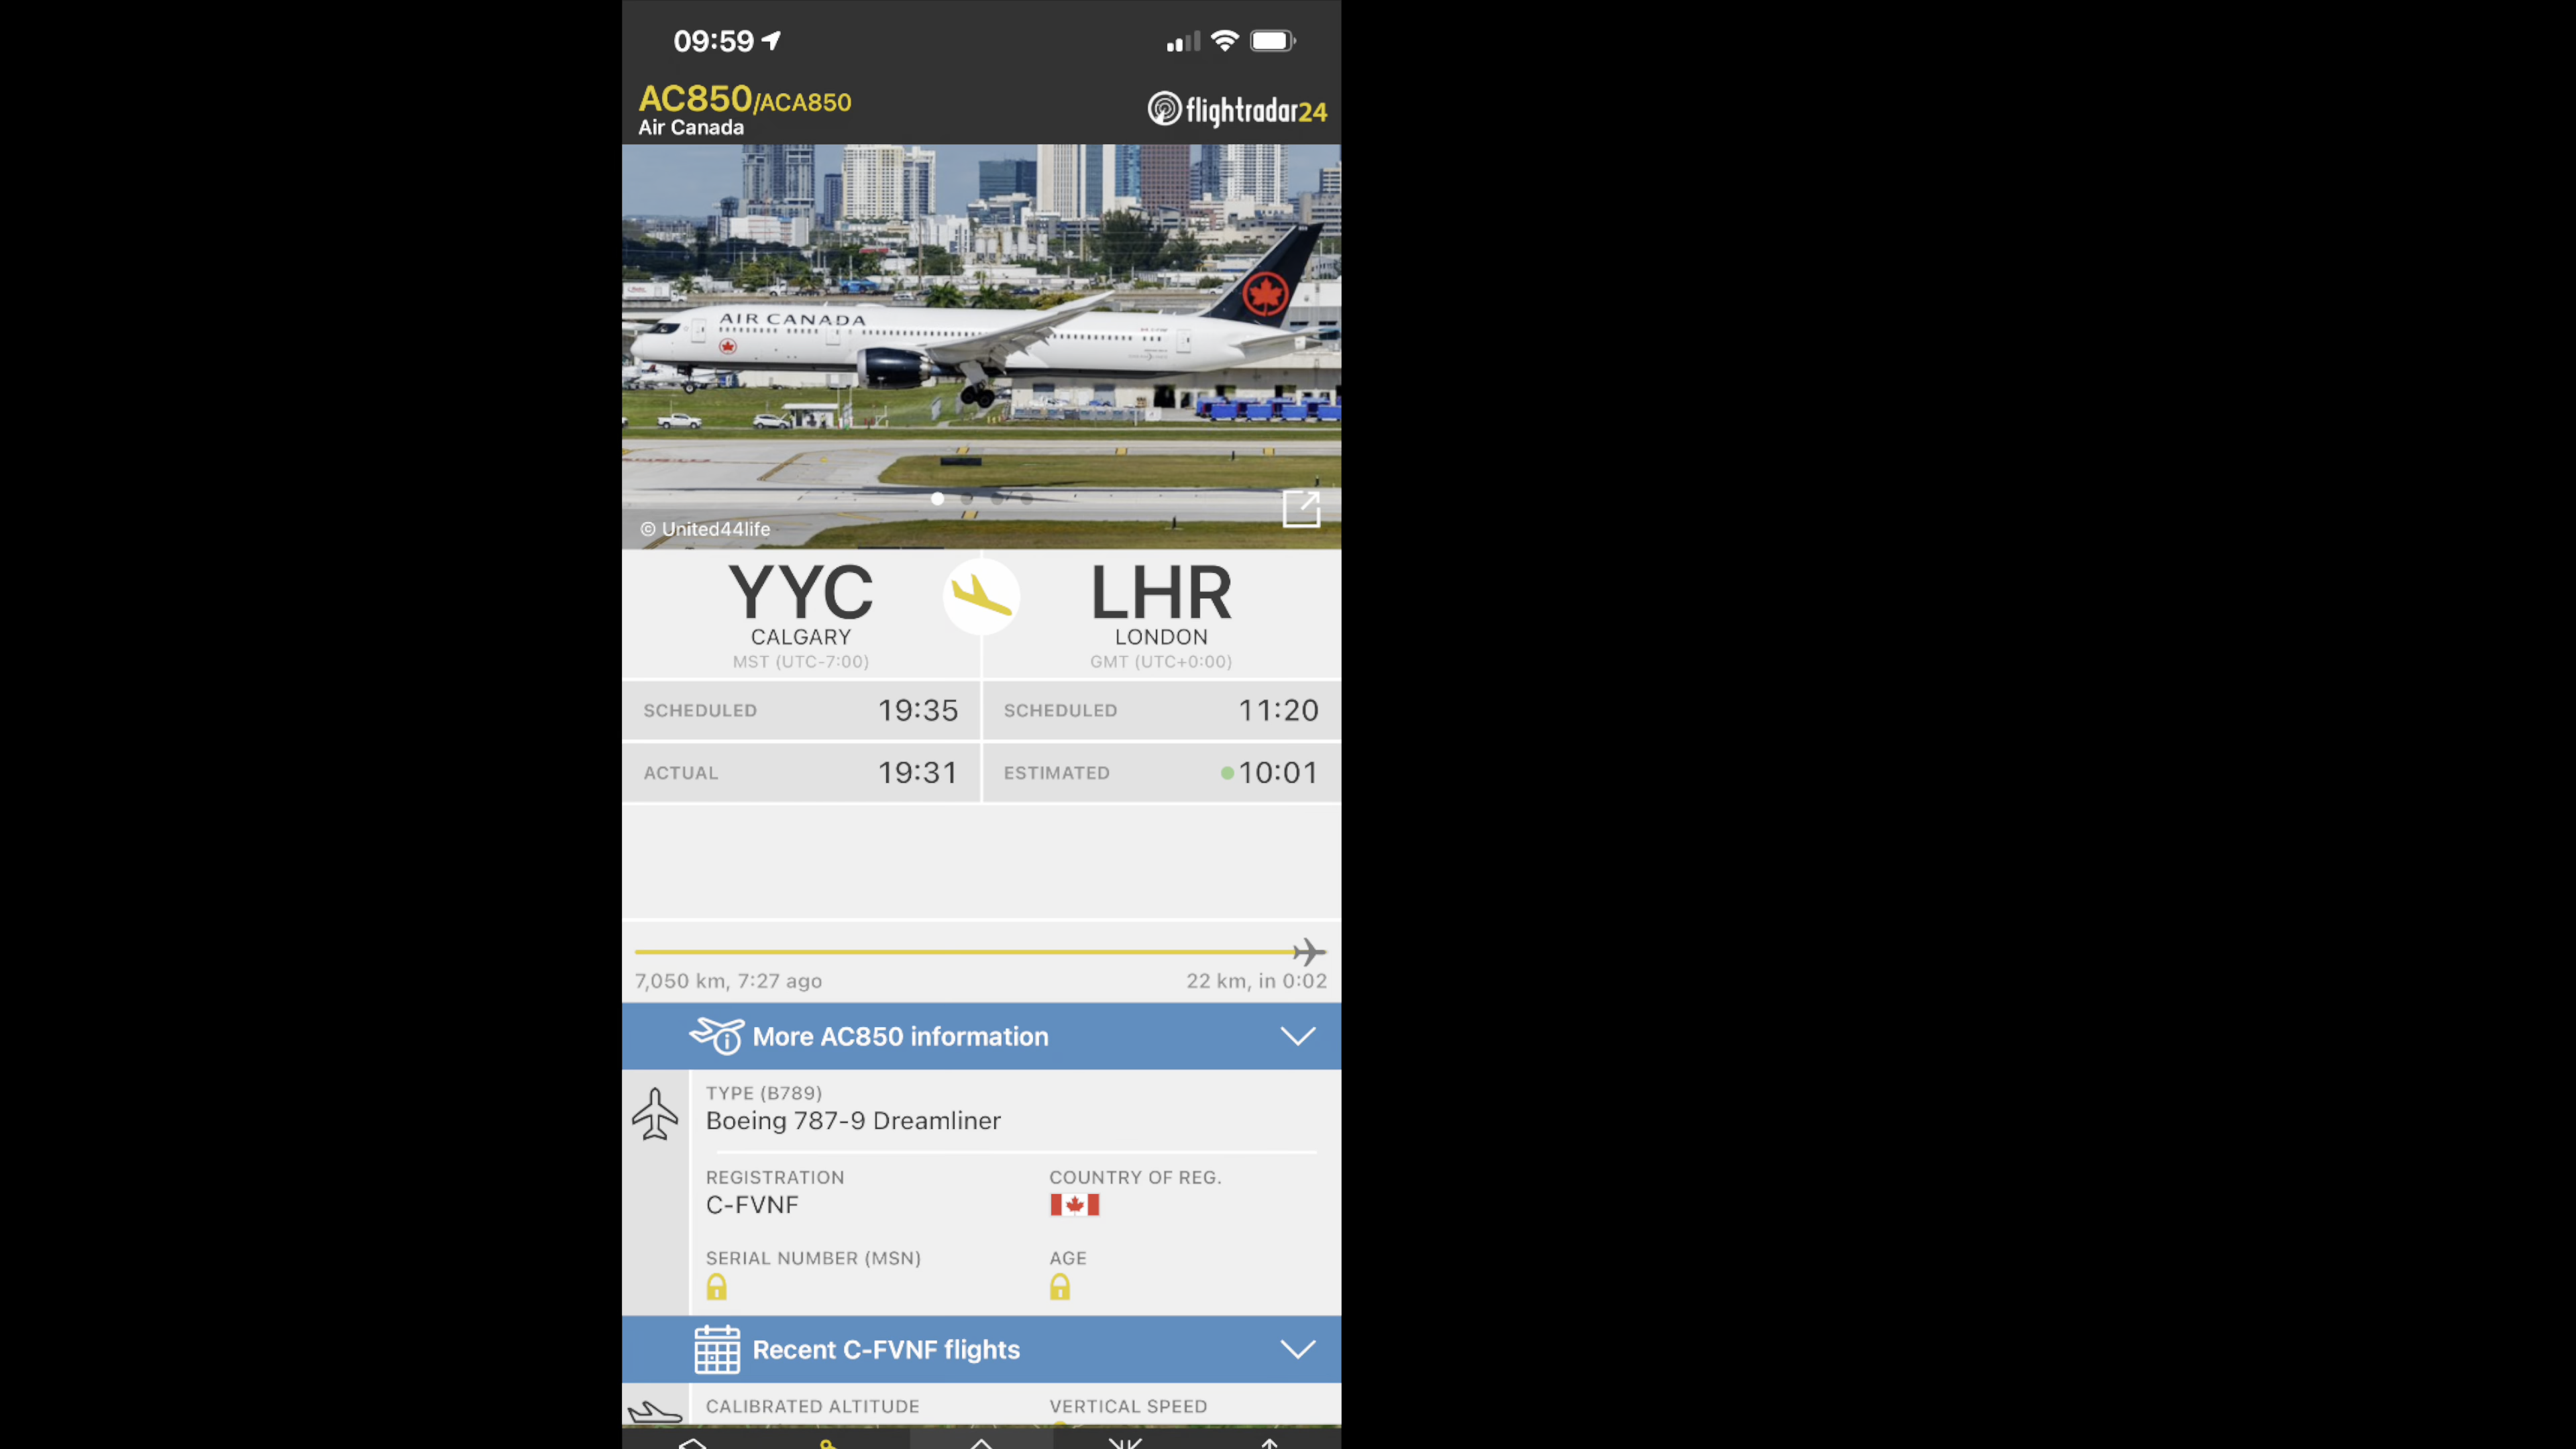 09:59
AC850/ACA850
Air Canada
flightradar24
AIR CANADA
© United44life
YYC
CALGARY
MST (UTC-7:00)
LHR
LONDON
GMT (UTC+0:00)
SCHEDULED 19:35
SCHEDULED 11:20
ACTUAL 19:31
ESTIMATED 10:01
7,050 km, 7:27 ago
22 km, in 0:02
More AC850 information
TYPE (B789)
Boeing 787-9 Dreamliner
REGISTRATION
C-FVNF
COUNTRY OF REG.
SERIAL NUMBER (MSN)
AGE
Recent C-FVNF flights
CALIBRATED ALTITUDE
VERTICAL SPEED